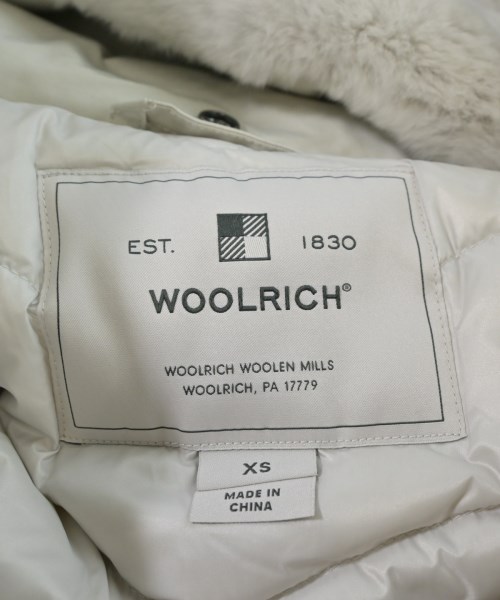 EST. 1830
WOOLRICH®
WOOLRICH WOOLEN MILLS
WOOLRICH, PA 17779
XS
MADE IN
CHINA